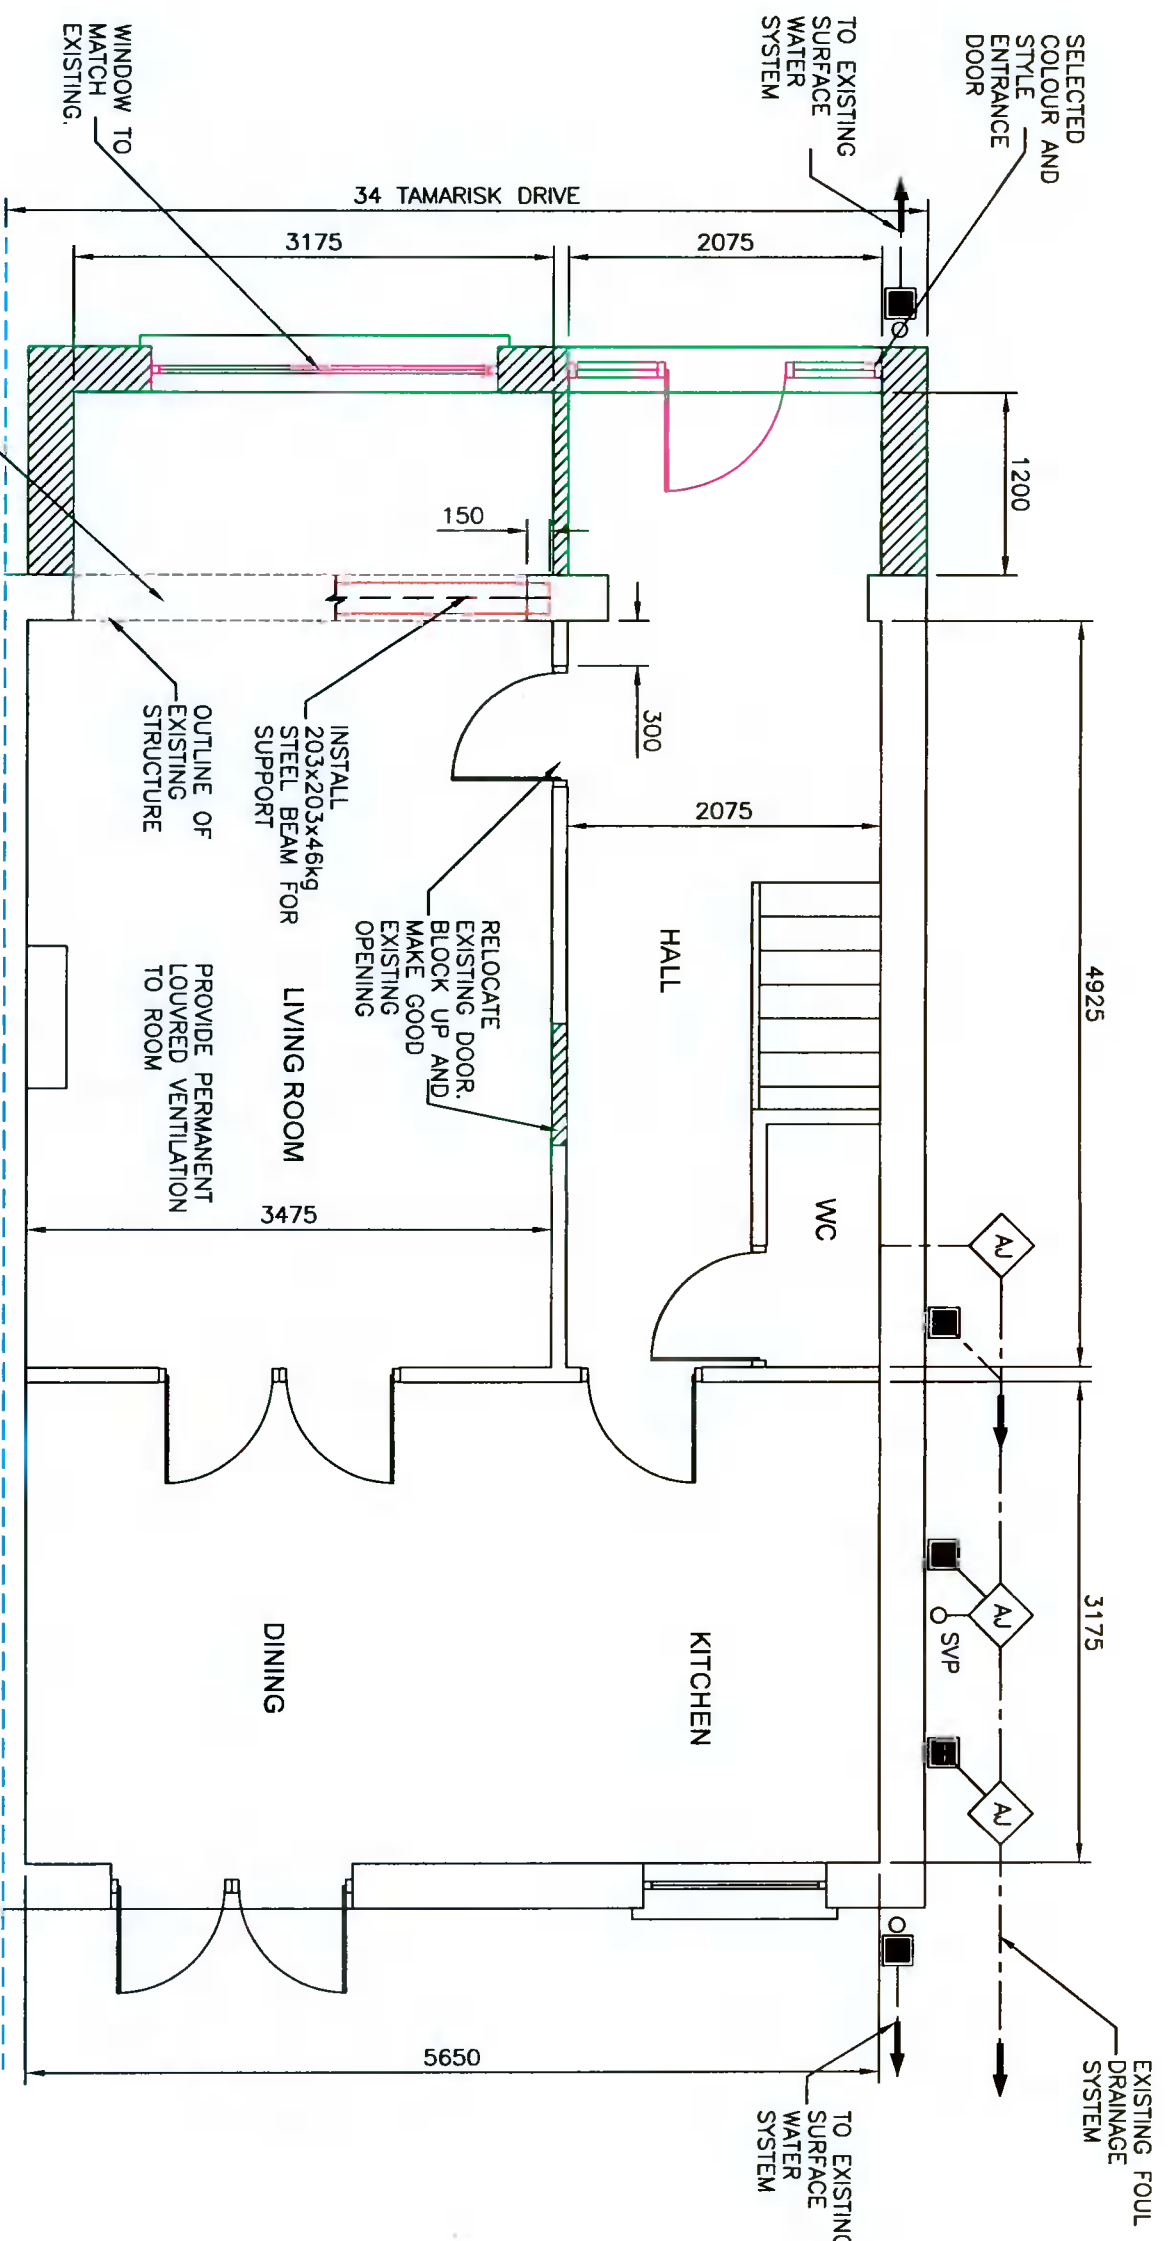 SELECTED
COLOUR AND
STYLE
ENTRANCE
DOOR
TO EXISTING
SURFACE
WATER
SYSTEM
WINDOW TO
MATCH
EXISTING.
34 TAMARISK DRIVE
3175
2075
1200
150
300
OUTLINE OF
EXISTING
STRUCTURE
INSTALL
203x203x46kg
STEEL BEAM FOR
SUPPORT
RELOCATE
EXISTING DOOR.
BLOCK UP AND
MAKE GOOD
EXISTING
OPENING
2075
HALL
4925
LIVING ROOM
PROVIDE PERMANENT
LOUVRED VENTILATION
TO ROOM
3475
WC
AJ
3175
AJ
SVP
AJ
KITCHEN
DINING
5650
EXISTING FOUL
DRAINAGE
SYSTEM
TO EXISTING
SURFACE
WATER
SYSTEM